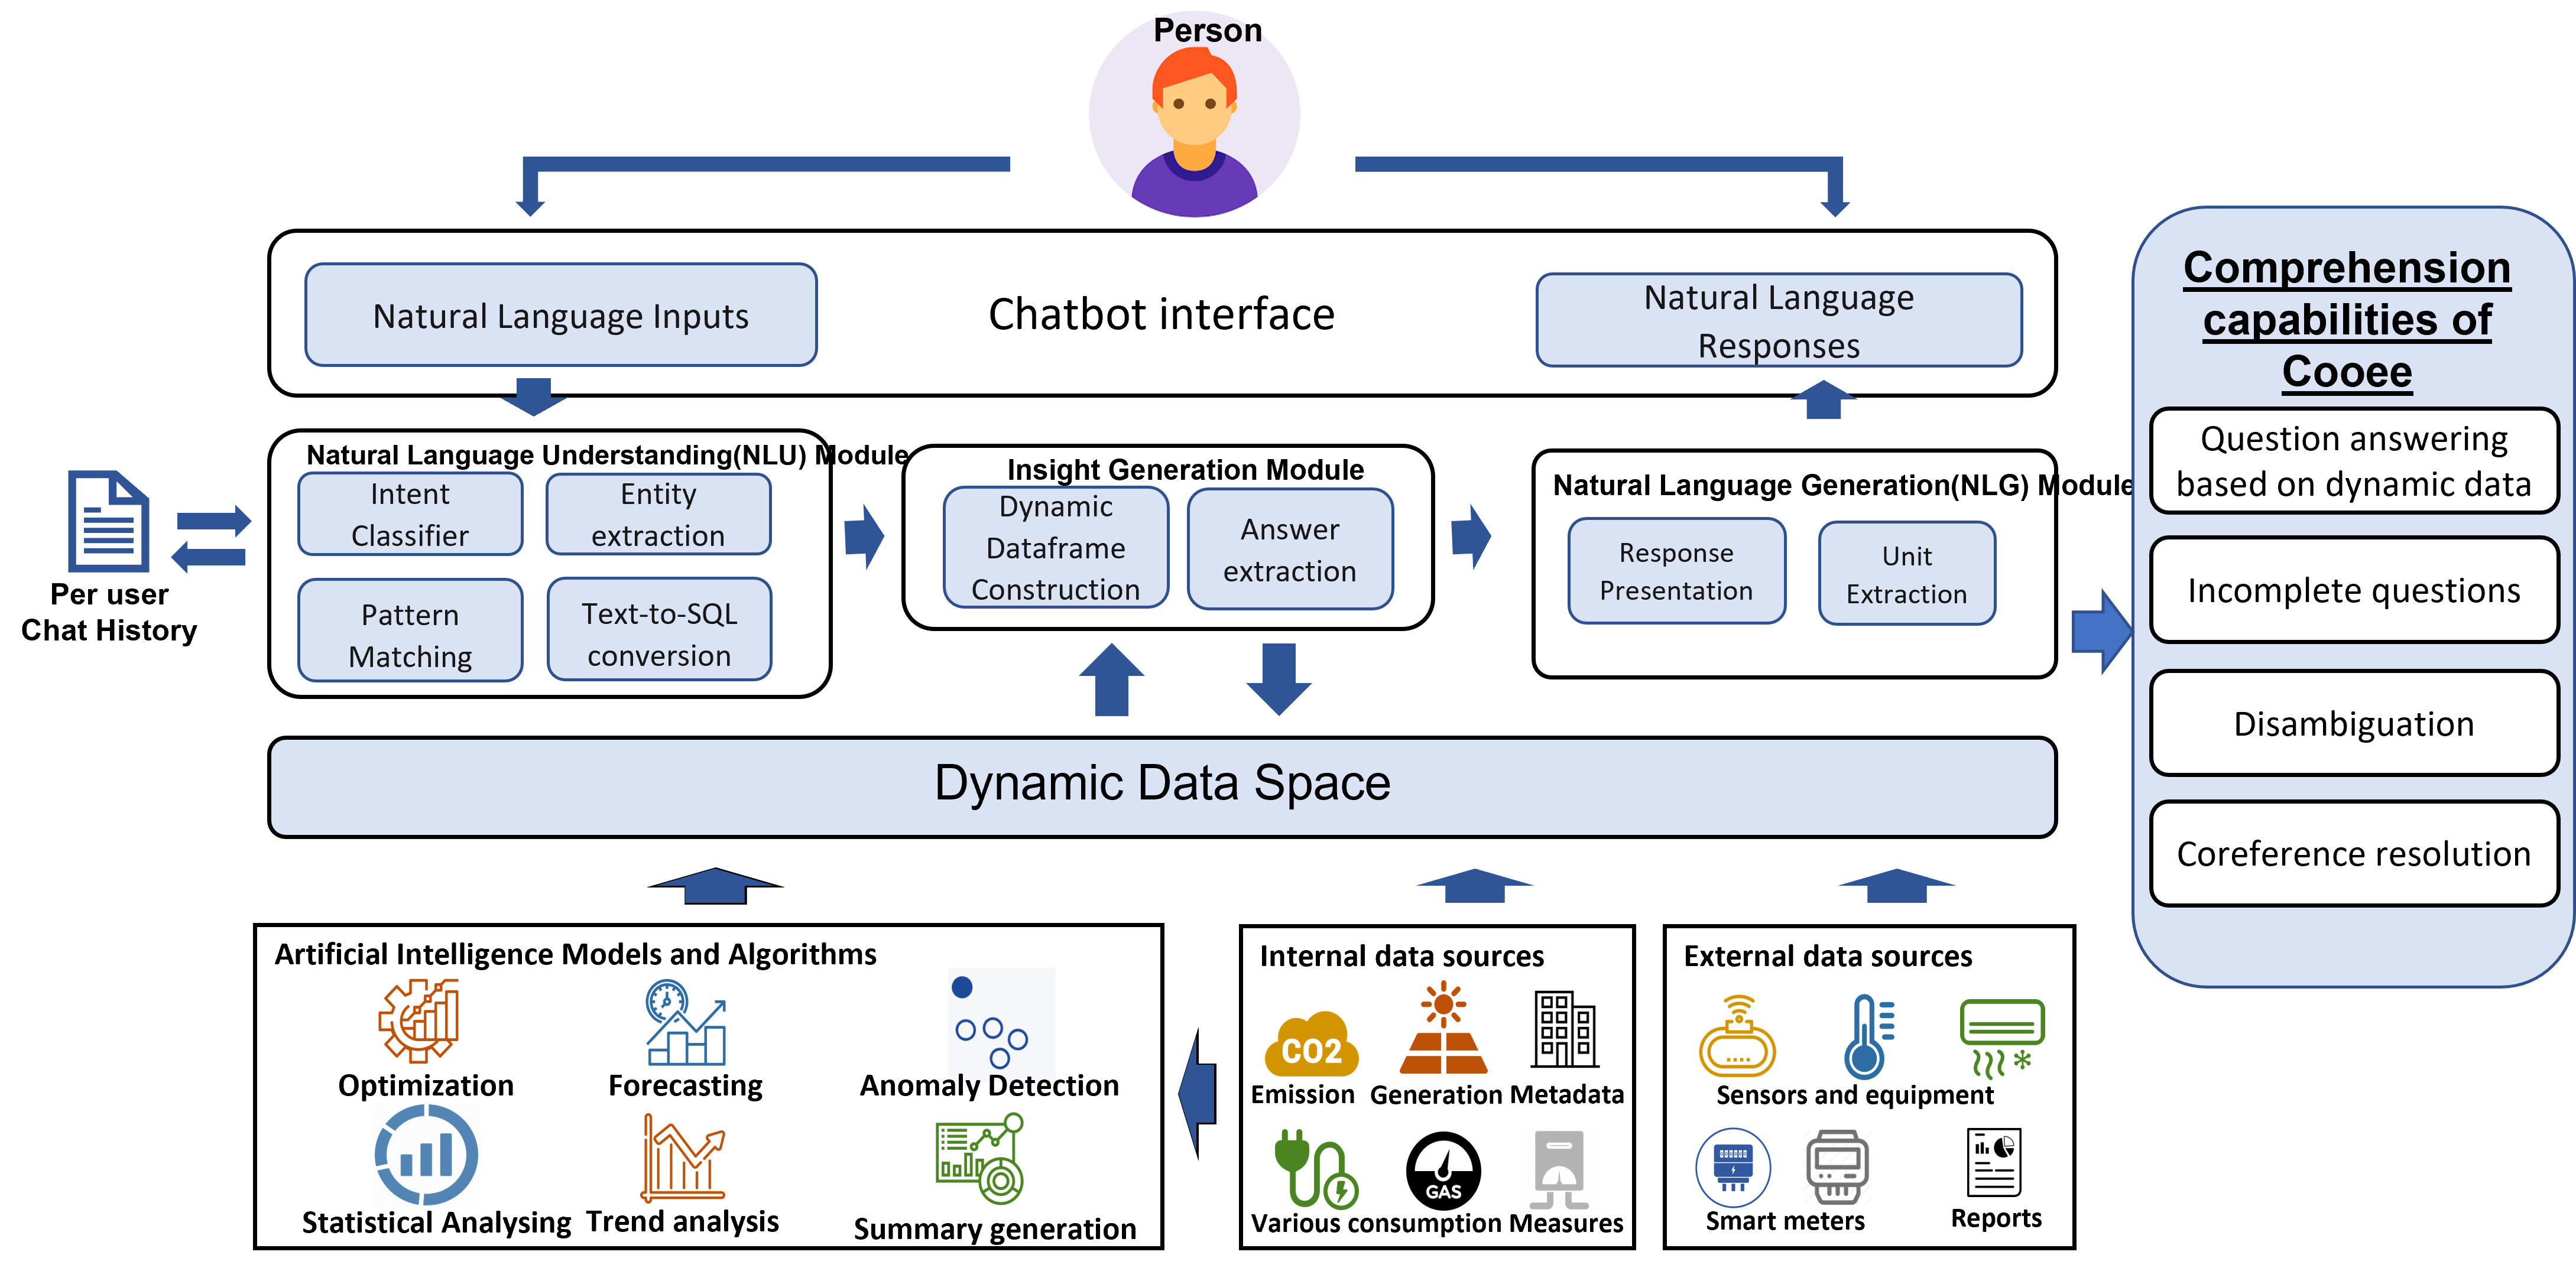 Person
Natural Language Inputs
Chatbot interface
Natural Language
Responses
Comprehension
capabilities of
Cooee
Question answering
based on dynamic data
Incomplete questions
Disambiguation
Coreference resolution
Per user
Chat History
Natural Language Understanding(NLU) Module
Intent
Classifier
Entity
extraction
Pattern
Matching
Text-to-SQL
conversion
Insight Generation Module
Dynamic
Dataframe
Construction
Answer
extraction
Natural Language Generation(NLG) Module
Response
Presentation
Unit
Extraction
Dynamic Data Space
Artificial Intelligence Models and Algorithms
Optimization
Forecasting
Anomaly Detection
Statistical Analysing
Trend analysis
Summary generation
Internal data sources
CO2
Emission
Generation
Metadata
GAS
Various consumption
Measures
External data sources
Sensors and equipment
Smart meters
Reports